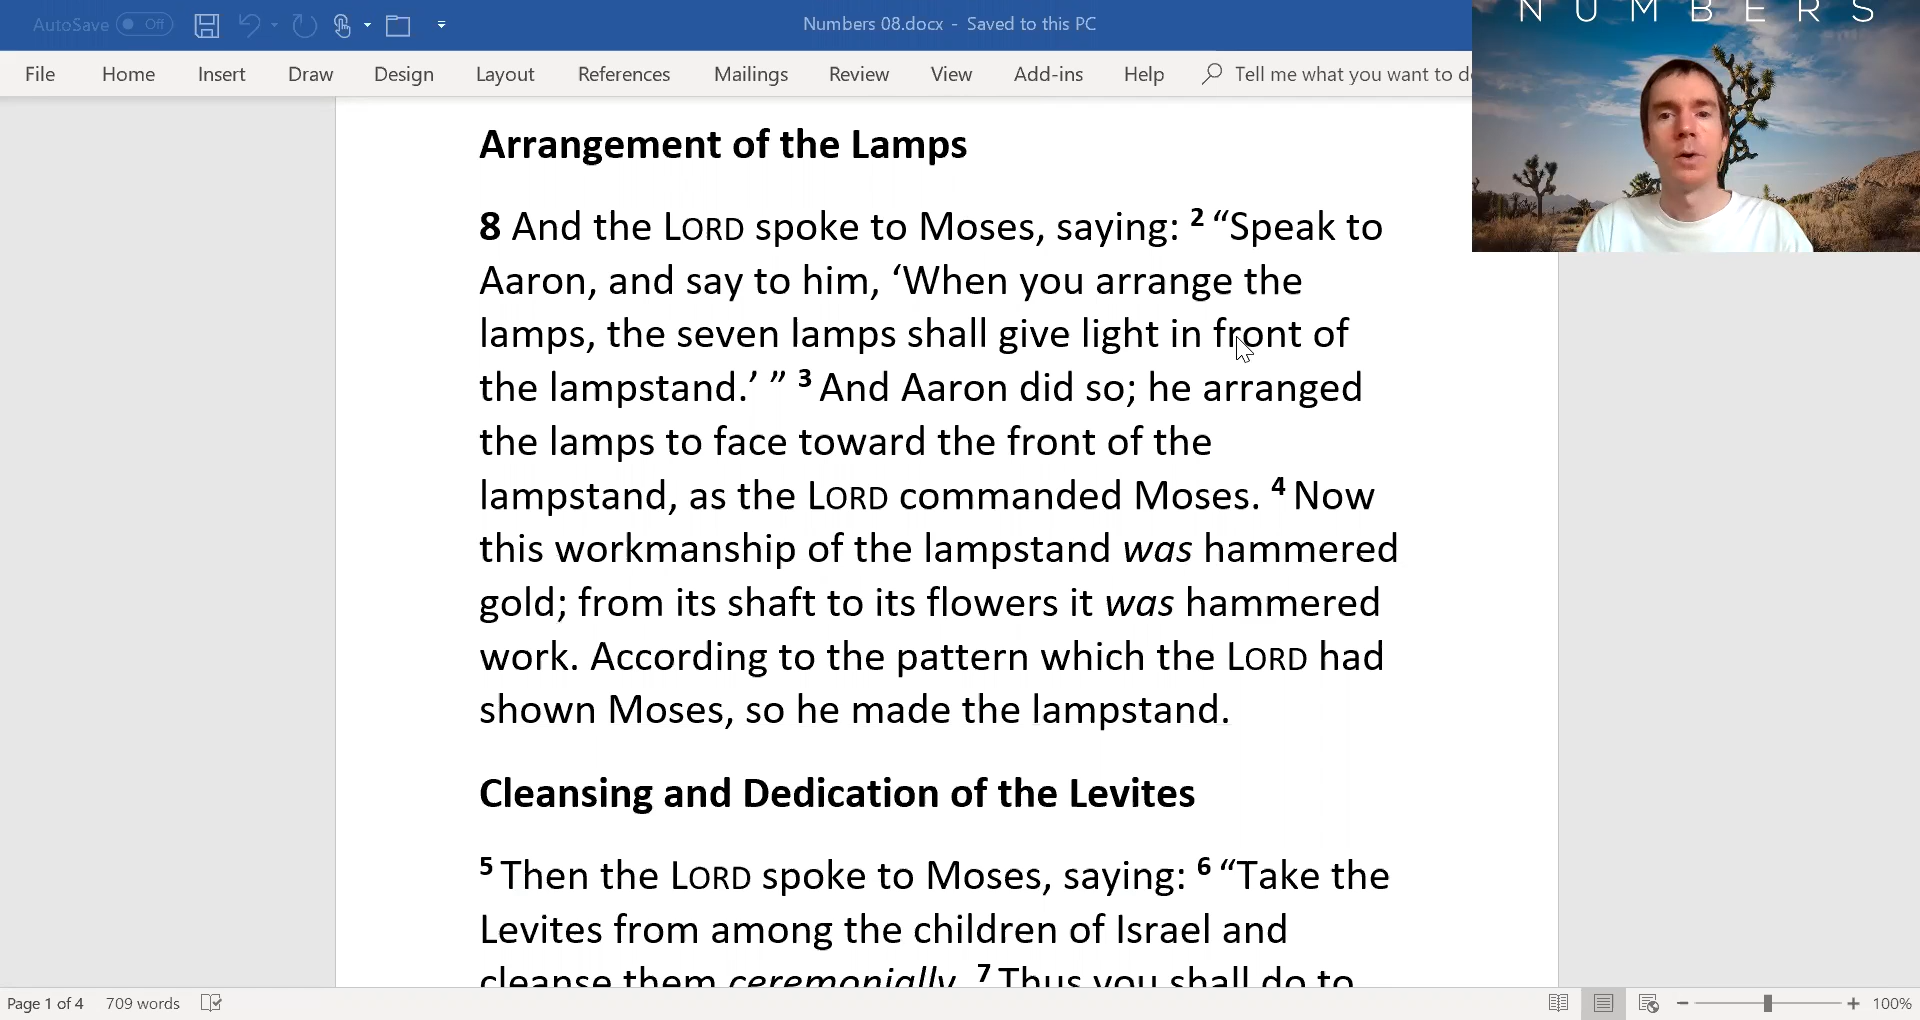 AutoSave Off
Numbers 08.docx - Saved to this PC
NUMBERS
File Home Insert Draw Design Layout References Mailings Review View Add-ins Help Tell me what you want to
Arrangement of the Lamps
8 And the LORD spoke to Moses, saying: 2 “Speak to
Aaron, and say to him, ‘When you arrange the
lamps, the seven lamps shall give light in front of
the lampstand.’ ” 3 And Aaron did so; he arranged
the lamps to face toward the front of the
lampstand, as the LORD commanded Moses. 4 Now
this workmanship of the lampstand was hammered
gold; from its shaft to its flowers it was hammered
work. According to the pattern which the LORD had
shown Moses, so he made the lampstand.
Cleansing and Dedication of the Levites
5 Then the LORD spoke to Moses, saying: 6 “Take the
Levites from among the children of Israel and
cleanse them ceremonially. 7 Thus you shall do to
Page 1 of 4 709 words
100%